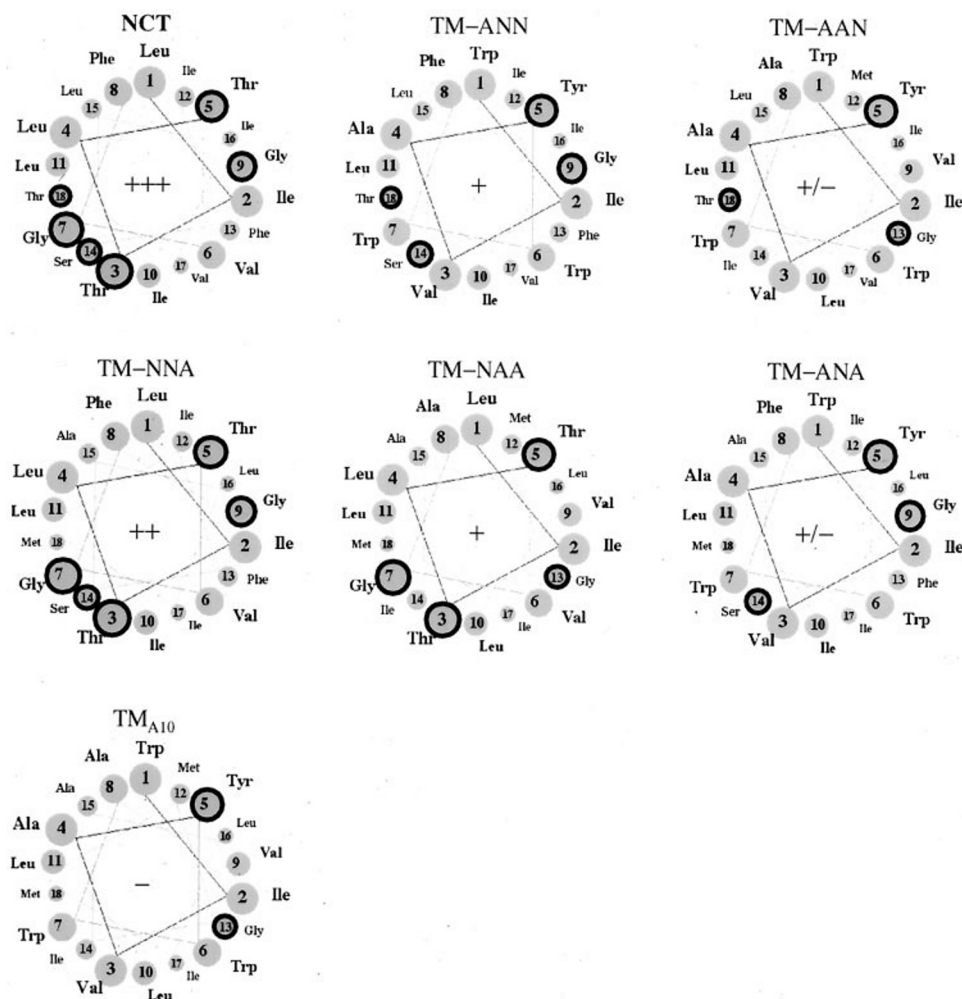 NCT
Leu
Phe
Ile
Thr
Leu
Leu
Ile
Gly
Leu
Thr
Ile
Gly
Phe
Ser
Val
Thr
Val
Ile
1 2 3 4 5 6 7 8 9 10 11 12 13 14 15 16 17 18
+++
TM–ANN
Trp
Phe
Ile
Tyr
Leu
Ala
Ile
Gly
Leu
Thr
Ile
Trp
Phe
Ser
Trp
Val
Val
Ile
1 2 3 4 5 6 7 8 9 10 11 12 13 14 15 16 17 18
+
TM–AAN
Trp
Ala
Met
Tyr
Leu
Ala
Ile
Val
Leu
Thr
Ile
Trp
Gly
Ile
Trp
Val
Val
Leu
1 2 3 4 5 6 7 8 9 10 11 12 13 14 15 16 17 18
+/−
TM–NNA
Leu
Phe
Ile
Thr
Ala
Leu
Leu
Gly
Leu
Met
Ile
Gly
Phe
Ser
Val
Thr
Ile
Ile
1 2 3 4 5 6 7 8 9 10 11 12 13 14 15 16 17 18
++
TM–NAA
Leu
Ala
Met
Thr
Ala
Leu
Leu
Val
Leu
Met
Ile
Gly
Gly
Ile
Val
Thr
Ile
Leu
1 2 3 4 5 6 7 8 9 10 11 12 13 14 15 16 17 18
+
TM–ANA
Trp
Phe
Ile
Tyr
Ala
Ala
Leu
Gly
Leu
Met
Ile
Trp
Phe
Ser
Trp
Val
Ile
Ile
1 2 3 4 5 6 7 8 9 10 11 12 13 14 15 16 17 18
+/−
TMA10
Trp
Ala
Met
Tyr
Ala
Ala
Leu
Val
Leu
Met
Ile
Trp
Gly
Ile
Trp
Val
Ile
Leu
1 2 3 4 5 6 7 8 9 10 11 12 13 14 15 16 17 18
−